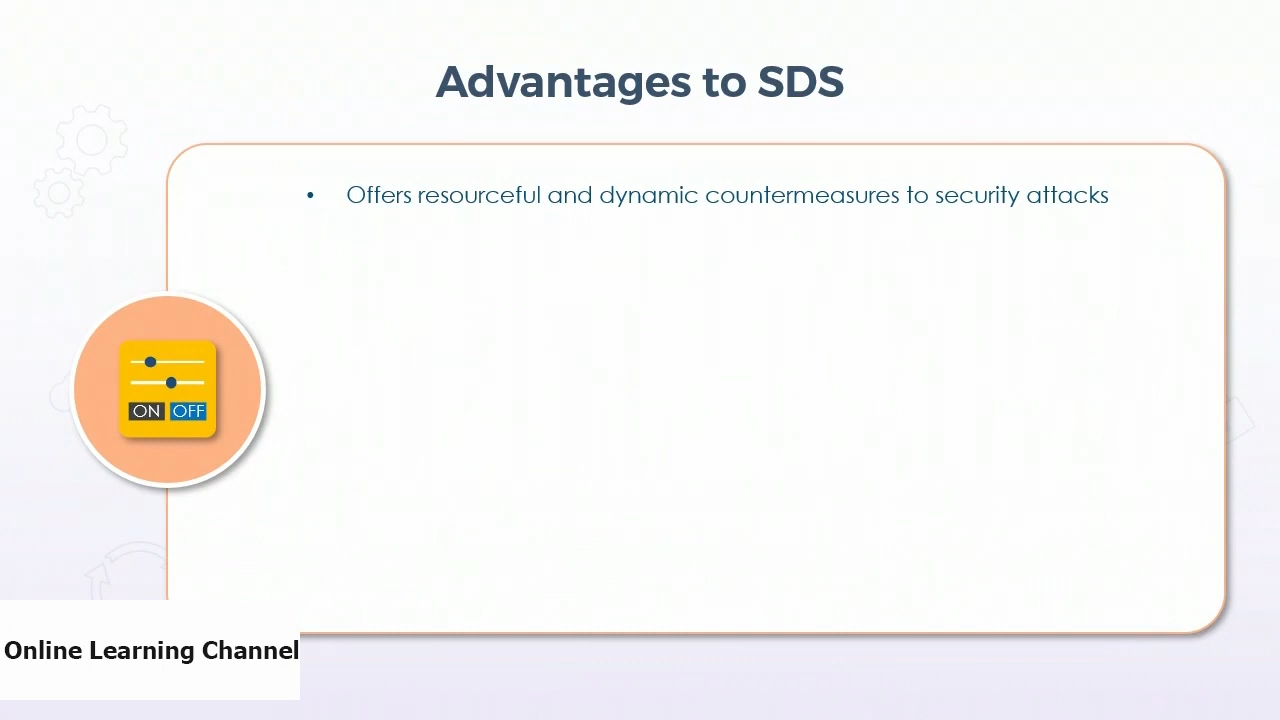 Advantages to SDS
• Offers resourceful and dynamic countermeasures to security attacks
ON OFF
Online Learning Channel